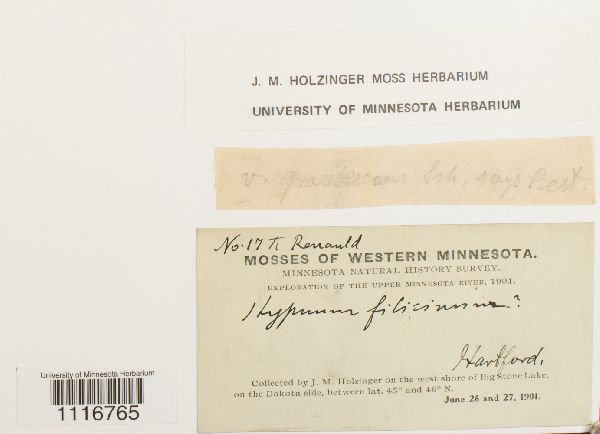 J. M. HOLZINGER MOSS HERBARIUM
UNIVERSITY OF MINNESOTA HERBARIUM
v. Sch, says Best.
No. 17 To Renauld
MOSSES OF WESTERN MINNESOTA.
MINNESOTA NATURAL HISTORY SURVEY.
EXPLORATION OF THE UPPER MINNESOTA RIVER, 1901.
Hypnum filicinum?
Hartford.
Collected by J. M. Holzinger on the west shore of Big Stone Lake,
on the Dakota side, between lat. 45° and 46° N.
June 26 and 27, 1901.
University of Minnesota Herbarium
1116765